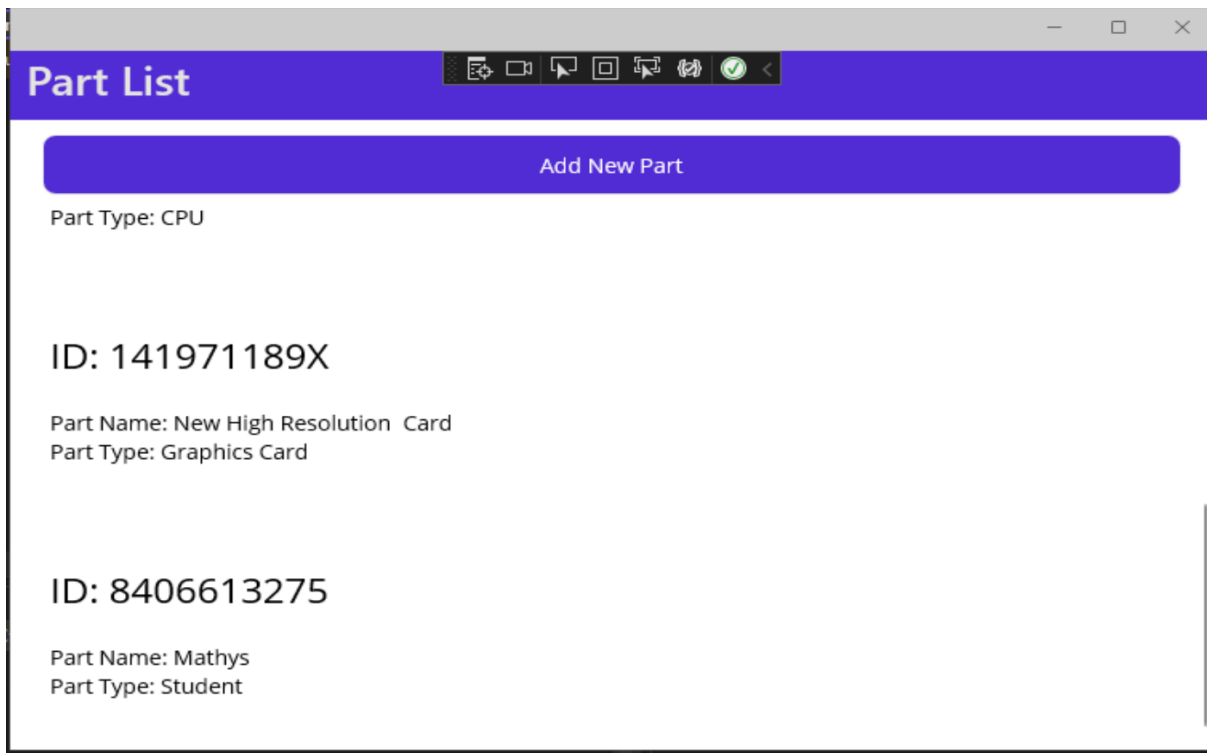 Part List
Add New Part
Part Type: CPU
ID: 141971189X
Part Name: New High Resolution  Card
Part Type: Graphics Card
ID: 8406613275
Part Name: Mathys
Part Type: Student